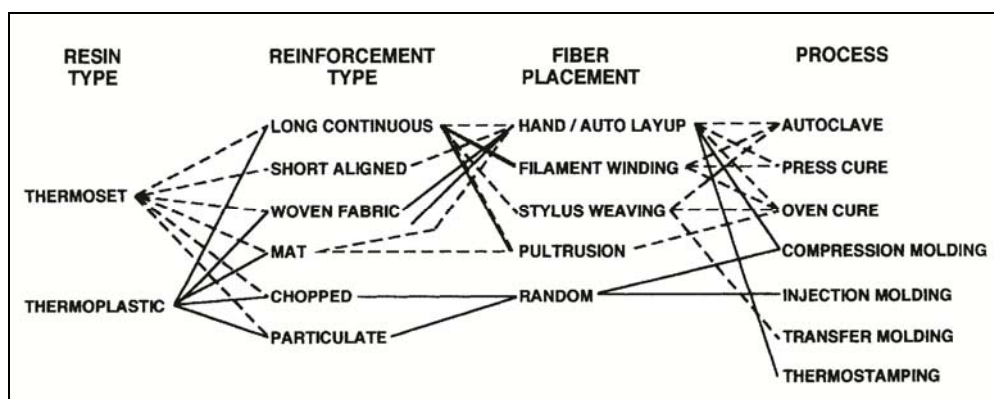 RESIN
TYPE
REINFORCEMENT
TYPE
FIBER
PLACEMENT
PROCESS
THERMOSET
THERMOPLASTIC
LONG CONTINUOUS
SHORT ALIGNED
WOVEN FABRIC
MAT
CHOPPED
PARTICULATE
HAND / AUTO LAYUP
FILAMENT WINDING
STYLUS WEAVING
PULTRUSION
RANDOM
AUTOCLAVE
PRESS CURE
OVEN CURE
COMPRESSION MOLDING
INJECTION MOLDING
TRANSFER MOLDING
THERMOSTAMPING